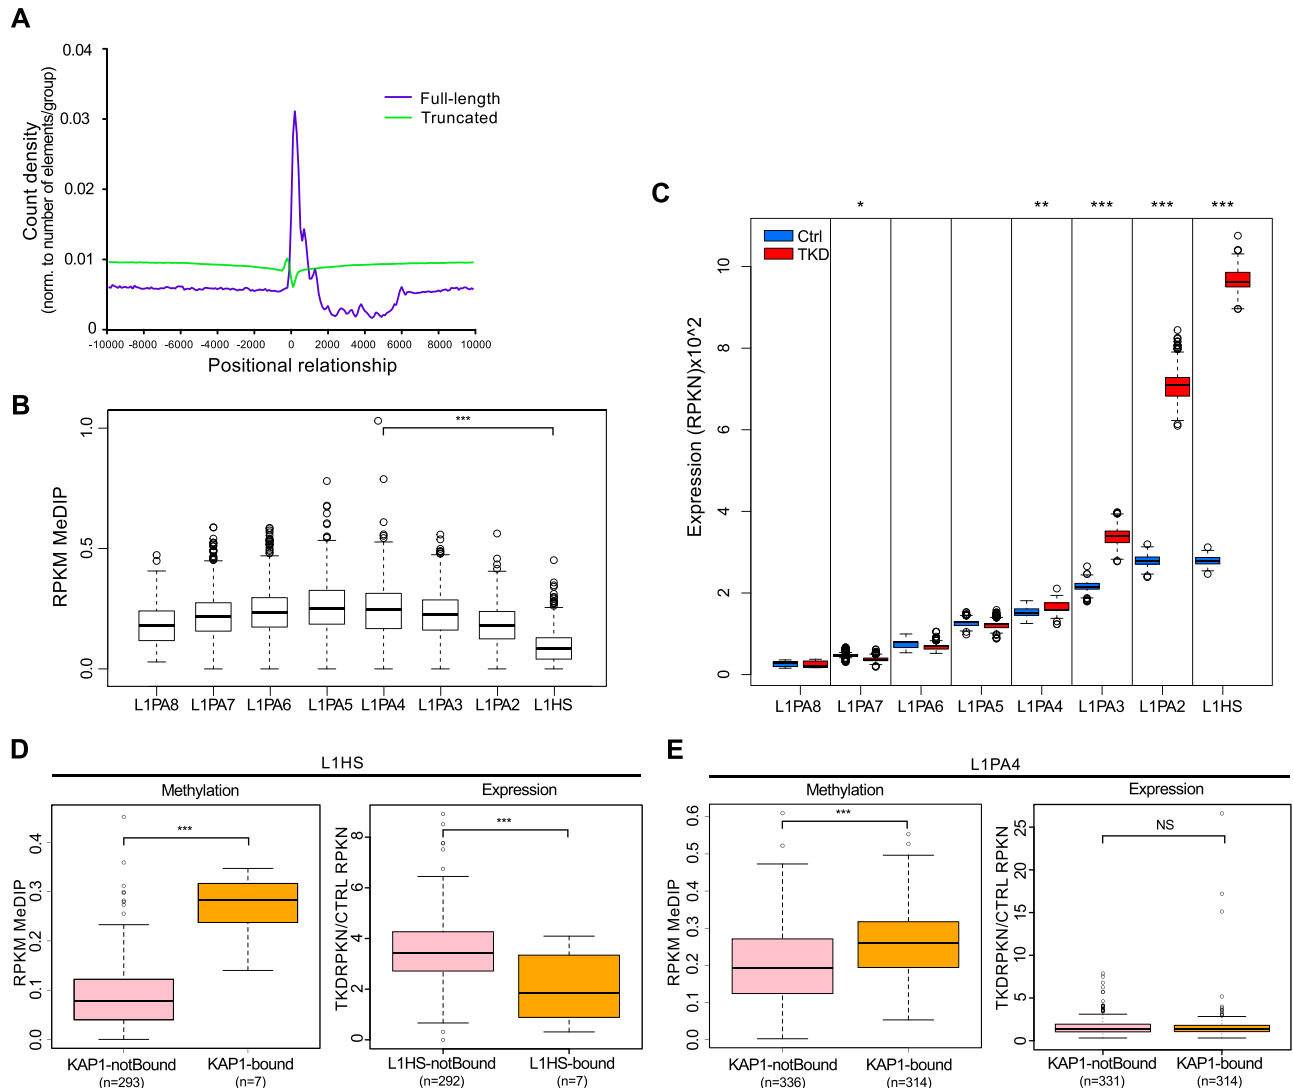 A
0.04
0.03
0.02
0.01
0
Count density
(norm. to number of elements/group)
Full-length
Truncated
-10000 -8000 -6000 -4000 -2000 0 2000 4000 6000 8000 10000
Positional relationship
B
RPKM MeDIP
1.0
0.5
0.0
***
L1PA8 L1PA7 L1PA6 L1PA5 L1PA4 L1PA3 L1PA2 L1HS
C
* ** *** *** ***
Ctrl
TKD
Expression (RPKN)x10^2
10
8
6
4
2
0
L1PA8 L1PA7 L1PA6 L1PA5 L1PA4 L1PA3 L1PA2 L1HS
D
L1HS
Methylation
RPKM MeDIP
0.4
0.3
0.2
0.1
0.0
***
KAP1-notBound KAP1-bound
(n=293) (n=7)
Expression
TKDRPKN/CTRL RPKN
8
6
4
2
0
***
L1HS-notBound L1HS-bound
(n=292) (n=7)
E
L1PA4
Methylation
RPKM MeDIP
0.6
0.5
0.4
0.3
0.2
0.1
0.0
***
KAP1-notBound KAP1-bound
(n=336) (n=314)
Expression
TKDRPKN/CTRL RPKN
25
20
15
10
5
0
NS
KAP1-notBound KAP1-bound
(n=331) (n=314)